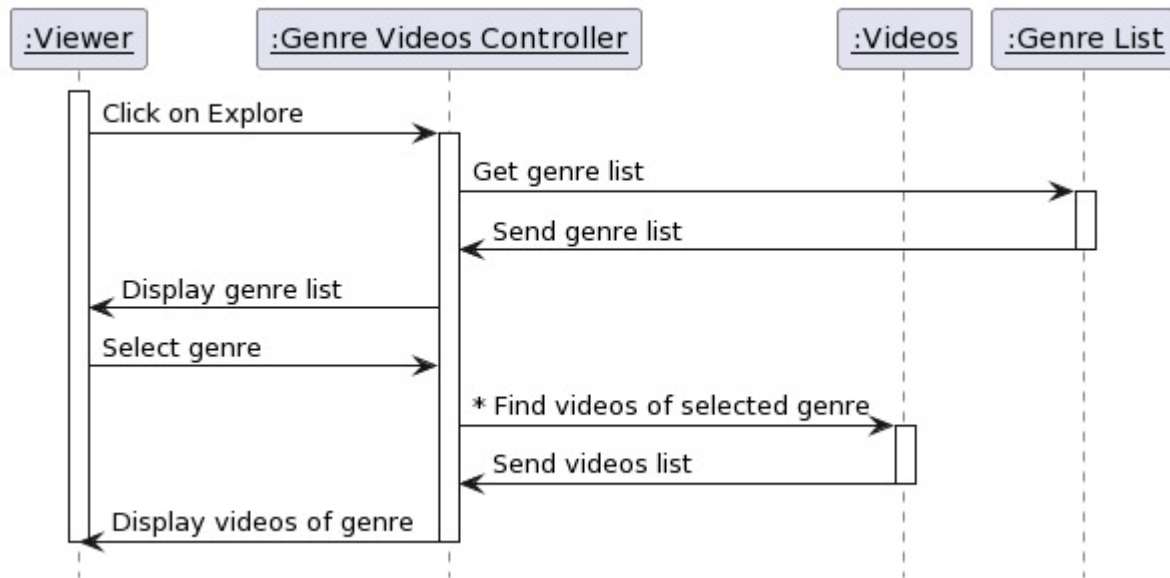 :Viewer
:Genre Videos Controller
:Videos
:Genre List
Click on Explore
Get genre list
Send genre list
Display genre list
Select genre
* Find videos of selected genre
Send videos list
Display videos of genre